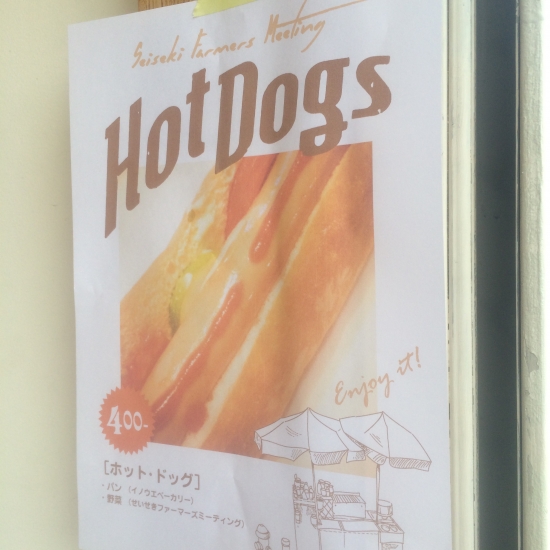 Seiseki Farmers Meeting
Hot Dogs
Enjoy it!
400-
[ホット・ドッグ]
・パン (イノウエベーカリー)
・野菜 (せいせきファーマーズミーティング)